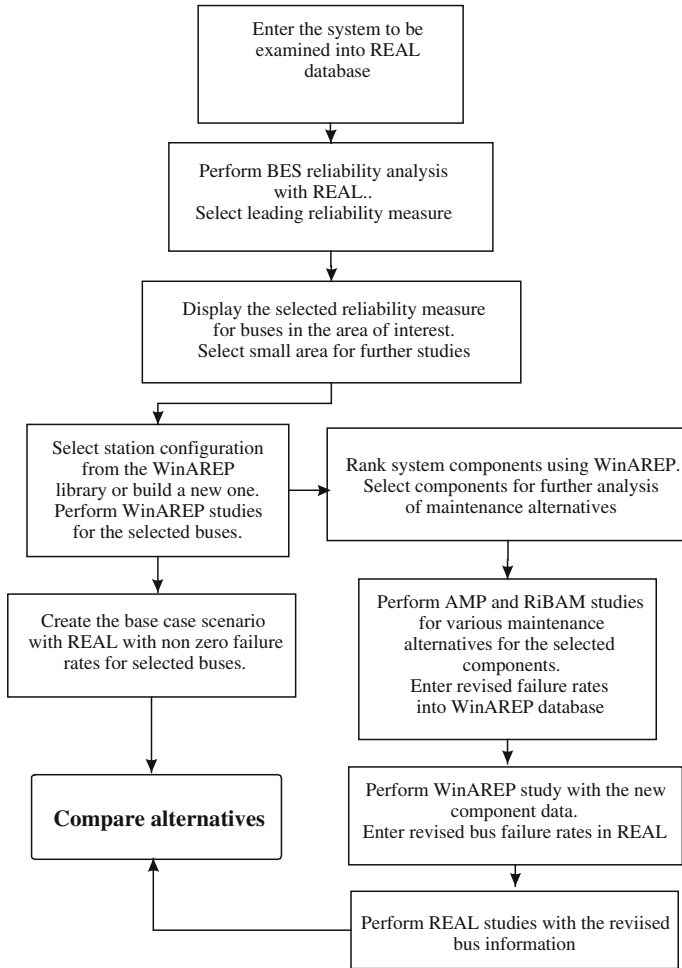 Enter the system to be
examined into REAL
database
Perform BES reliability analysis
with REAL..
Select leading reliability measure
Display the selected reliability measure
for buses in the area of interest.
Select small area for further studies
Select station configuration
from the WinAREP
library or build a new one.
Perform WinAREP studies
for the selected buses.
Rank system components using WinAREP.
Select components for further analysis
of maintenance alternatives
Create the base case scenario
with REAL with non zero failure
rates for selected buses.
Perform AMP and RiBAM studies
for various maintenance
alternatives for the selected
components.
Enter revised failure rates
into WinAREP database
Compare alternatives
Perform WinAREP study with the new
component data.
Enter revised bus failure rates in REAL
Perform REAL studies with the reviised
bus information